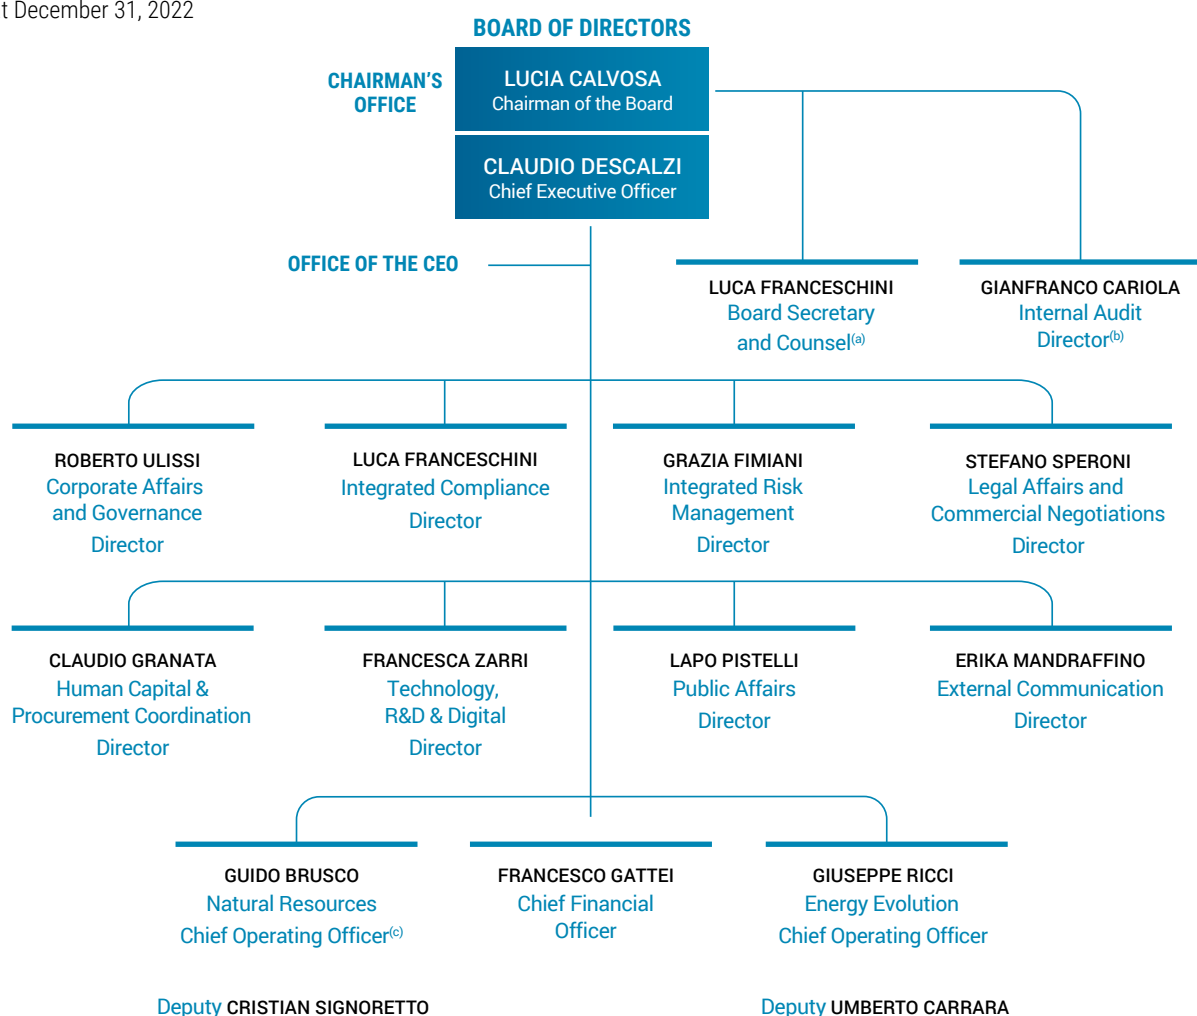 t December 31, 2022
BOARD OF DIRECTORS
CHAIRMAN'S
OFFICE
LUCIA CALVOSA
Chairman of the Board
CLAUDIO DESCALZI
Chief Executive Officer
OFFICE OF THE CEO
LUCA FRANCESCHINI
Board Secretary
and Counsel(a)
GIANFRANCO CARIOLA
Internal Audit
Director(b)
ROBERTO ULISSI
Corporate Affairs
and Governance
Director
LUCA FRANCESCHINI
Integrated Compliance
Director
GRAZIA FIMIANI
Integrated Risk
Management
Director
STEFANO SPERONI
Legal Affairs and
Commercial Negotiations
Director
CLAUDIO GRANATA
Human Capital &
Procurement Coordination
Director
FRANCESCA ZARRI
Technology,
R&D & Digital
Director
LAPO PISTELLI
Public Affairs
Director
ERIKA MANDRAFFINO
External Communication
Director
GUIDO BRUSCO
Natural Resources
Chief Operating Officer(c)
FRANCESCO GATTEI
Chief Financial
Officer
GIUSEPPE RICCI
Energy Evolution
Chief Operating Officer
Deputy CRISTIAN SIGNORETTO
Deputy UMBERTO CARRARA